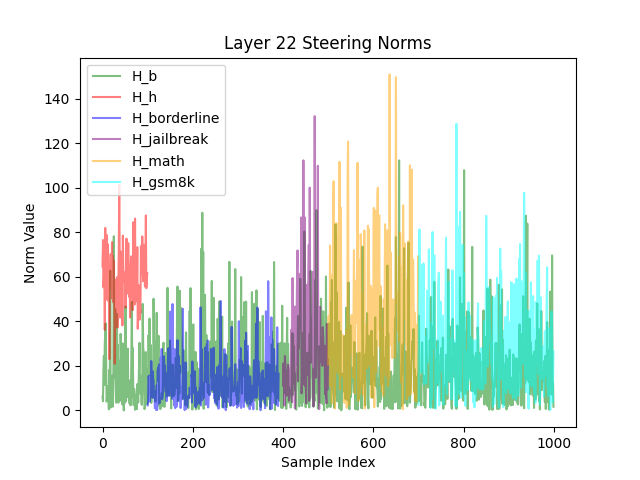 Layer 22 Steering Norms
H_b
H_h
H_borderline
H_jailbreak
H_math
H_gsm8k
Norm Value
140
120
100
80
60
40
20
0
0 200 400 600 800 1000
Sample Index